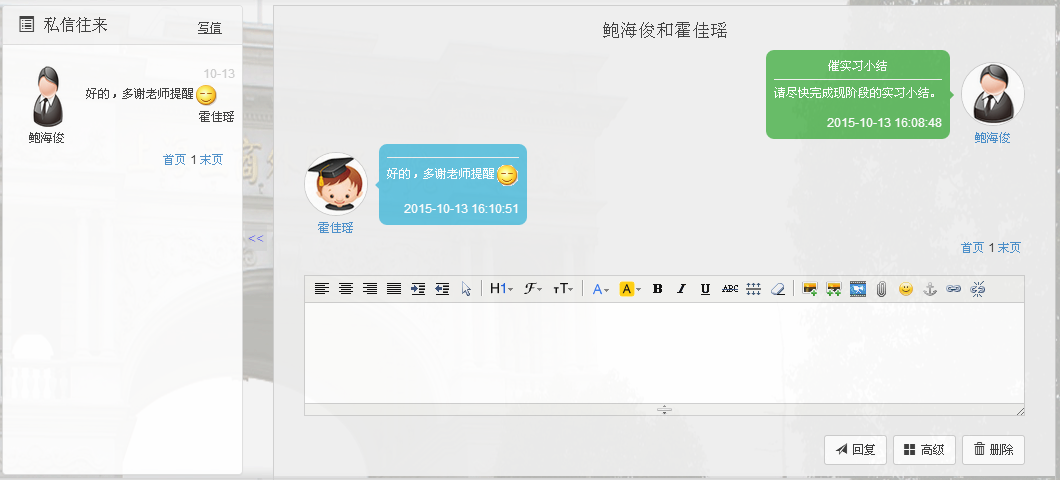 私信往来
写信
10-13
好的，多谢老师提醒
霍佳瑶
鲍海俊
首页 1 末页
<<
鲍海俊和霍佳瑶
催实习小结
请尽快完成现阶段的实习小结。
2015-10-13 16:08:48
鲍海俊
好的，多谢老师提醒
2015-10-13 16:10:51
霍佳瑶
首页 1 末页
H1 ℱ тT A A B I U ABC
回复
高级
删除